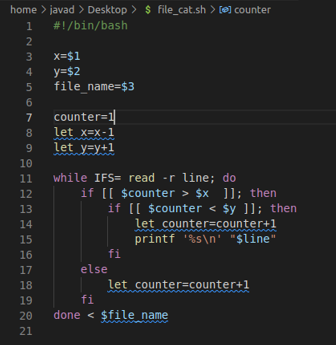 home > javad > Desktop > $ file_cat.sh > counter
1 #!/bin/bash
2
3 x=$1
4 y=$2
5 file_name=$3
6
7 counter=1
8 let x=x-1
9 let y=y+1
10
11 while IFS= read -r line; do
12     if [[ $counter > $x  ]]; then
13         if [[ $counter < $y ]]; then
14             let counter=counter+1
15             printf '%s\n' "$line"
16         fi
17     else
18         let counter=counter+1
19     fi
20 done < $file_name
21